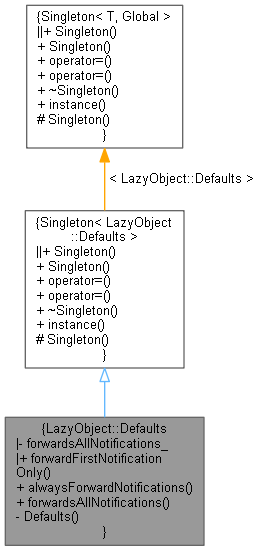 {Singleton< T, Global >
||+ Singleton()
+ Singleton()
+ operator=()
+ operator=()
+ ~Singleton()
+ instance()
# Singleton()
}
< LazyObject::Defaults >
{Singleton< LazyObject
::Defaults >
||+ Singleton()
+ Singleton()
+ operator=()
+ operator=()
+ ~Singleton()
+ instance()
# Singleton()
}
{LazyObject::Defaults
|- forwardsAllNotifications_
|+ forwardFirstNotification
Only()
+ alwaysForwardNotifications()
+ forwardsAllNotifications()
- Defaults()
}